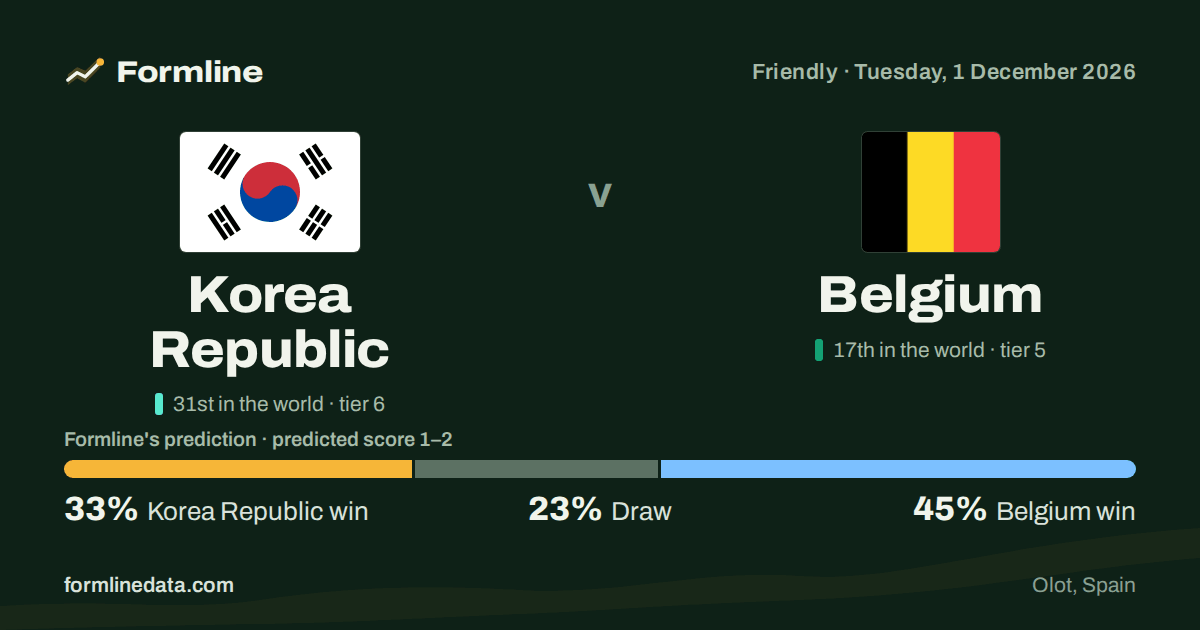 Formline
Friendly · Tuesday, 1 December 2026
v
Korea
Republic
31st in the world · tier 6
Belgium
17th in the world · tier 5
Formline's prediction · predicted score 1–2
33% Korea Republic win
23% Draw
45% Belgium win
formlinedata.com
Olot, Spain